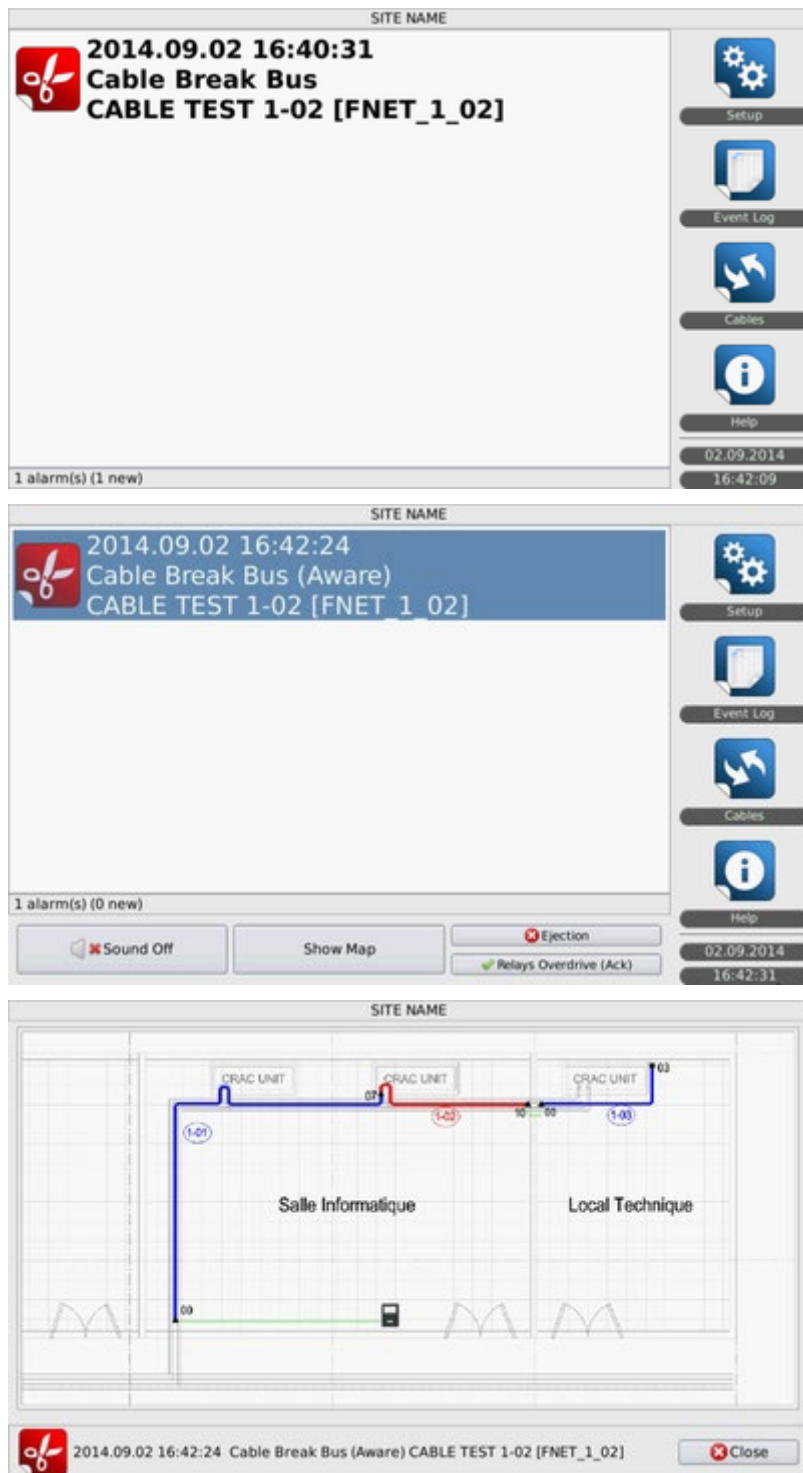 SITE NAME
2014.09.02 16:40:31
Cable Break Bus
CABLE TEST 1-02 [FNET_1_02]
Setup
Event Log
Cables
Help
1 alarm(s) (1 new)
02.09.2014
16:42:09
SITE NAME
2014.09.02 16:42:24
Cable Break Bus (Aware)
CABLE TEST 1-02 [FNET_1_02]
Setup
Event Log
Cables
Help
1 alarm(s) (0 new)
Sound Off
Show Map
Ejection
Relays Overdrive (Ack)
02.09.2014
16:42:31
SITE NAME
CRAC UNIT
CRAC UNIT
CRAC UNIT
03
07
1-01
1-02
10
00
1-03
Salle Informatique
Local Technique
00
2014.09.02 16:42:24 Cable Break Bus (Aware) CABLE TEST 1-02 [FNET_1_02]
Close